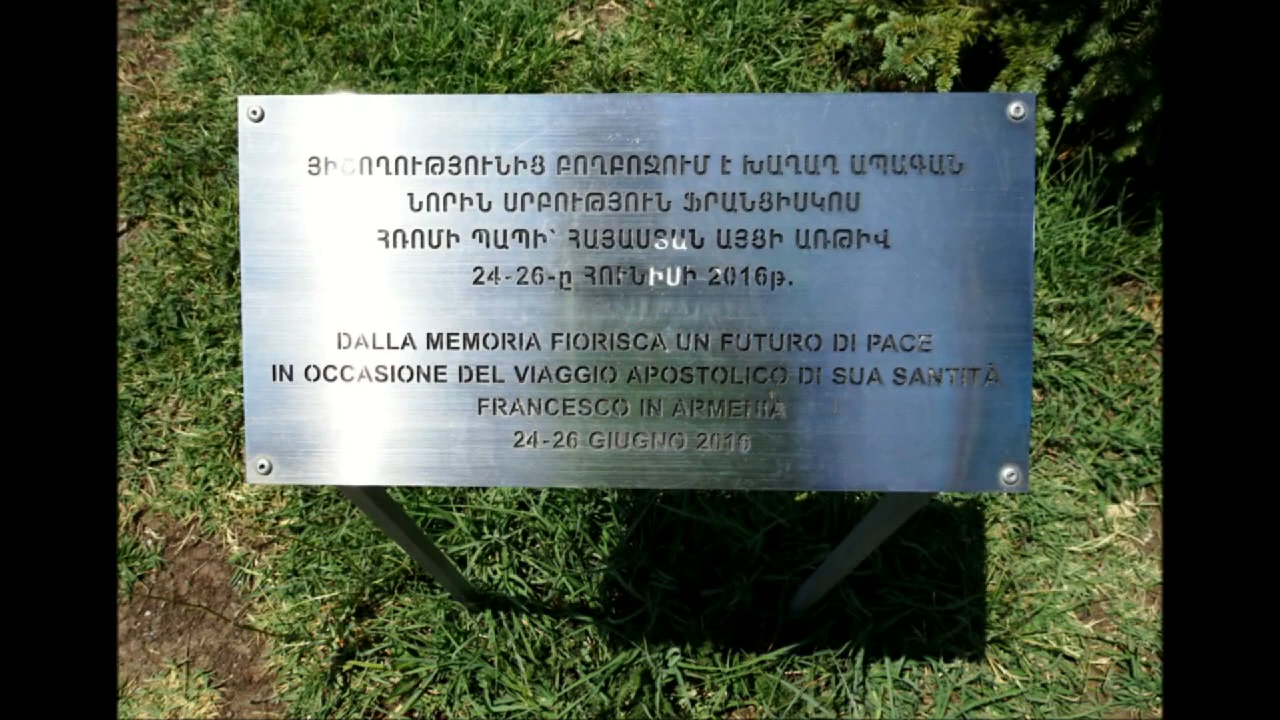 ՅԻՇՈՂՈՒԹՅՈՒՆԻՑ ԲՈՂԲՈՋՈՒՄ Է ԽԱՂԱՂ ԱՊԱԳԱՆ
ՆՈՐԻՆ ՍՐԲՈՒԹՅՈՒՆ ՖՐԱՆՑԻՍԿՈՍ
ՀՌՈՄԻ ՊԱՊԻ՝ ՀԱՅԱՍՏԱՆ ԱՅՑԻ ԱՌԹԻՎ
24-26-ը ՀՈՒՆԻՍԻ 2016թ.
DALLA MEMORIA FIORISCA UN FUTURO DI PACE
IN OCCASIONE DEL VIAGGIO APOSTOLICO DI SUA SANTITÀ
FRANCESCO IN ARMENIA
24-26 GIUGNO 2016